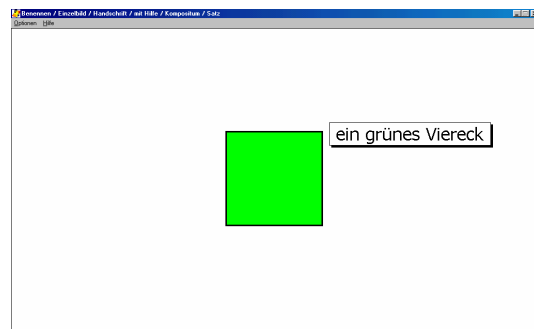 Benennen / Einzelbild / Handschrift / mit Hilfe / Kompositum / Satz
Optionen Hilfe
ein grünes Viereck